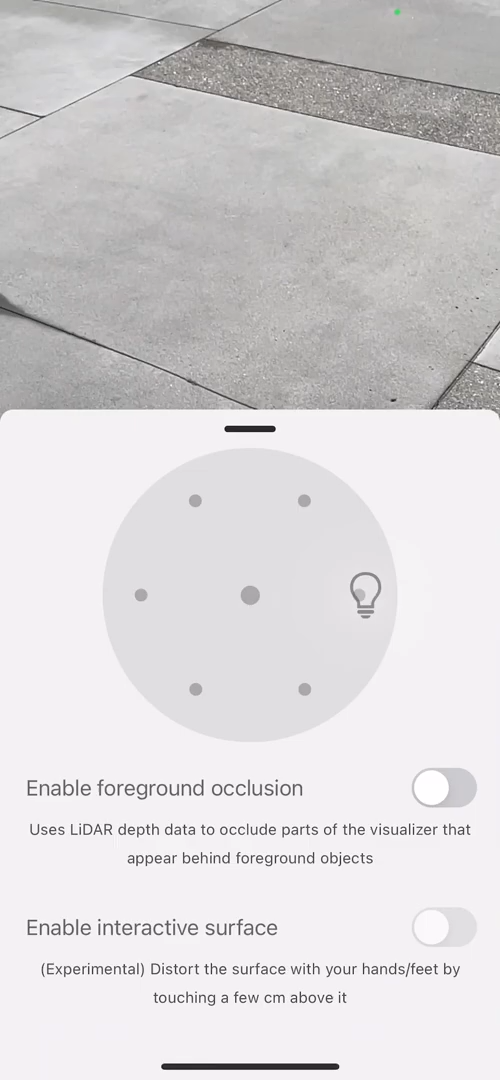 Enable foreground occlusion
Uses LiDAR depth data to occlude parts of the visualizer that
appear behind foreground objects
Enable interactive surface
(Experimental) Distort the surface with your hands/feet by
touching a few cm above it